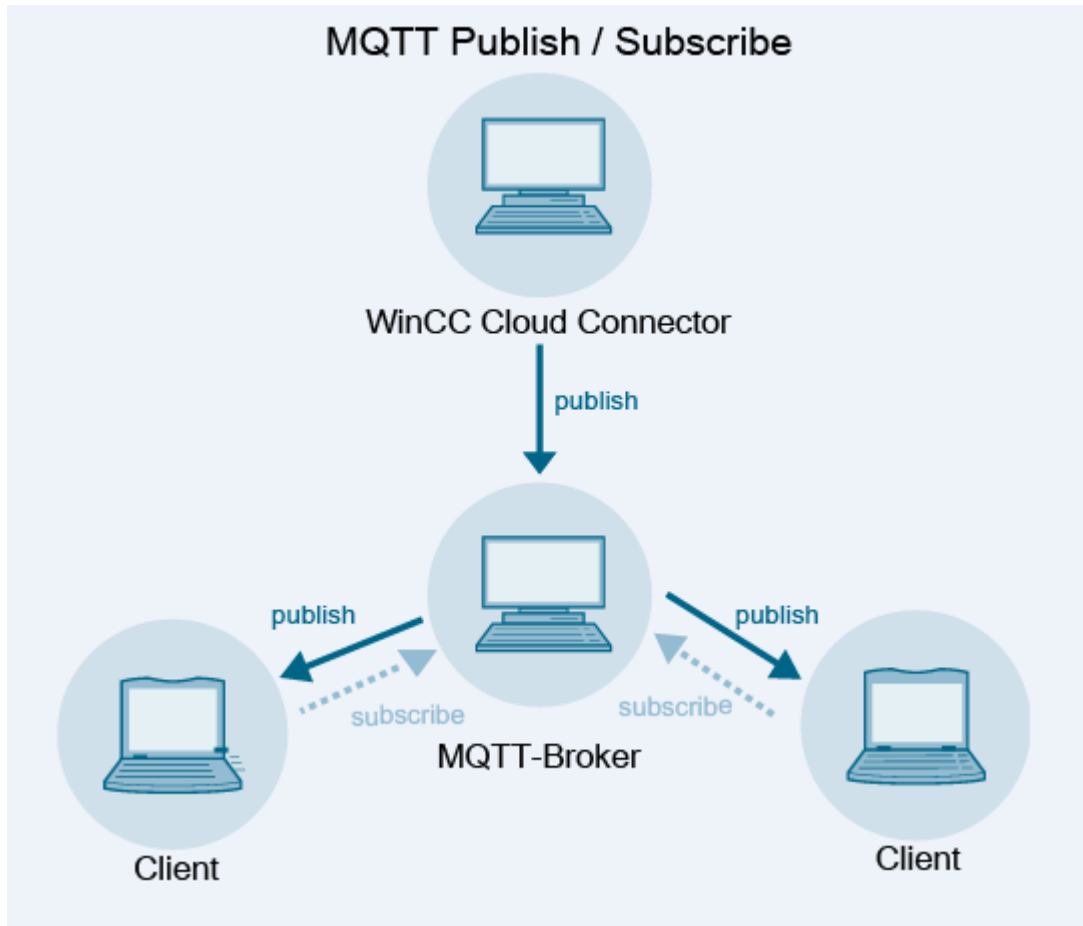 MQTT Publish / Subscribe
WinCC Cloud Connector
publish
publish
publish
subscribe
subscribe
MQTT-Broker
Client
Client